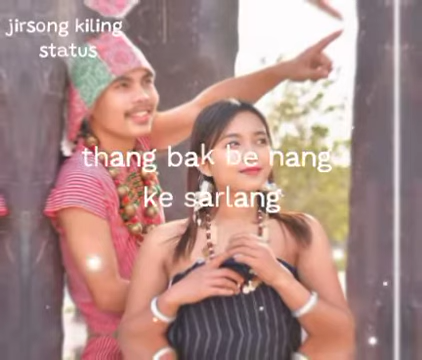 jirsong kiling
status
thang bak be nang
ke sarlang